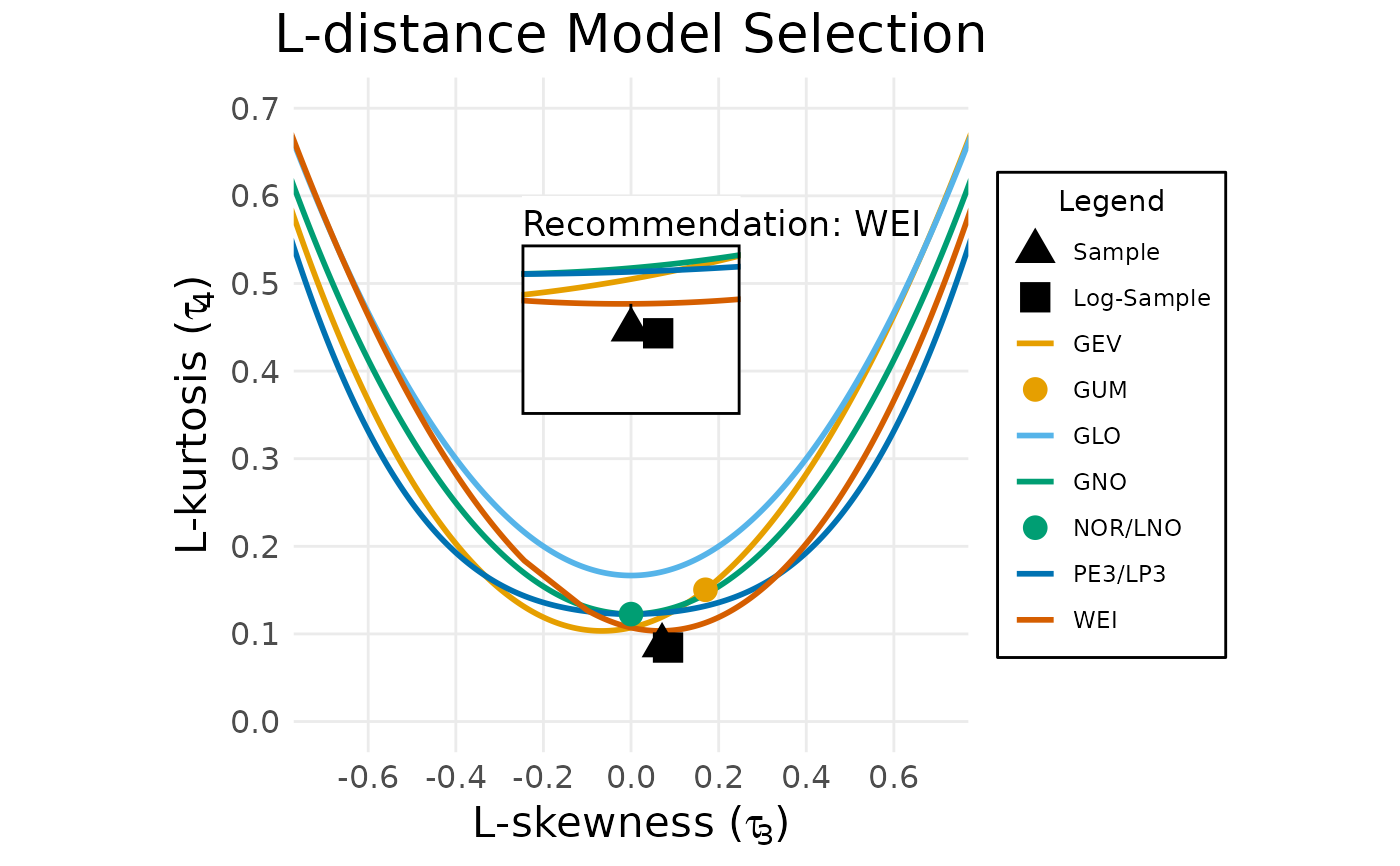 L-distance Model Selection
L-kurtosis (τ4)
0.7
0.6
0.5
0.4
0.3
0.2
0.1
0.0
Recommendation: WEI
-0.6 -0.4 -0.2 0.0 0.2 0.4 0.6
L-skewness (τ3)
Legend
Sample
Log-Sample
GEV
GUM
GLO
GNO
NOR/LNO
PE3/LP3
WEI